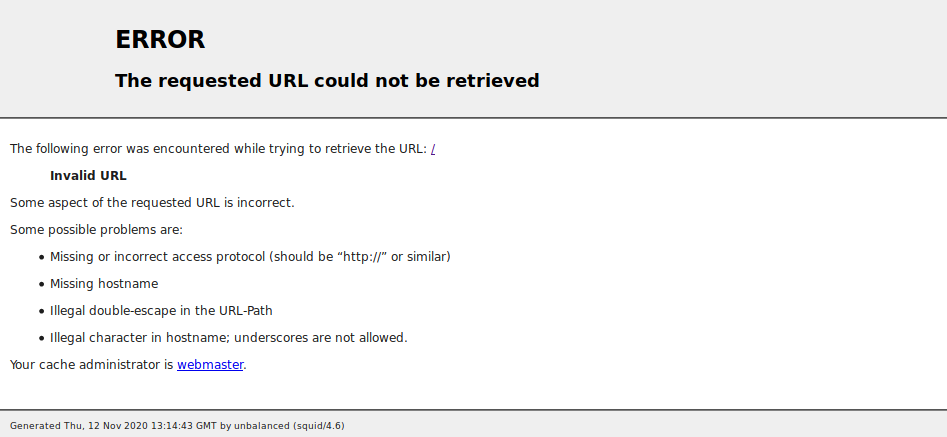 ERROR
The requested URL could not be retrieved
The following error was encountered while trying to retrieve the URL: /
Invalid URL
Some aspect of the requested URL is incorrect.
Some possible problems are:
• Missing or incorrect access protocol (should be “http://” or similar)
• Missing hostname
• Illegal double-escape in the URL-Path
• Illegal character in hostname; underscores are not allowed.
Your cache administrator is webmaster.
Generated Thu, 12 Nov 2020 13:14:43 GMT by unbalanced (squid/4.6)